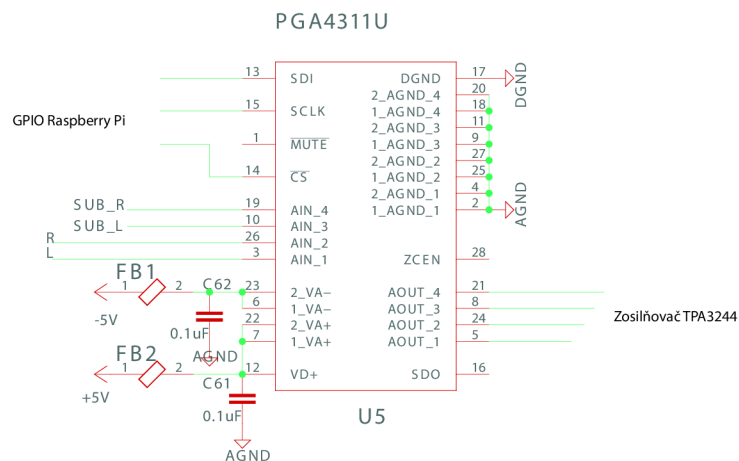 PGA4311U
13 SDI DGND 17 DGND
2_AGND_4 20
15 SCLK 1_AGND_4 18
GPIO Raspberry Pi
2_AGND_3 11
1 MUTE 1_AGND_3 9
2_AGND_2 27
14 CS 1_AGND_2 25
2_AGND_1 4
SUB_R 19 AIN_4 1_AGND_1 2 AGND
SUB_L 10 AIN_3
R 26 AIN_2
L 3 AIN_1 ZCEN 28
FB1
1 2 C62 23 2_VA- AOUT_4 21
6 1_VA- AOUT_3 8
-5V 0.1uF 22 2_VA+ AOUT_2 24 Zosilňovač TPA3244
7 1_VA+ AOUT_1 5
FB2 AGND
1 2 12 VD+ SDO 16
C61
+5V
0.1uF U5
AGND